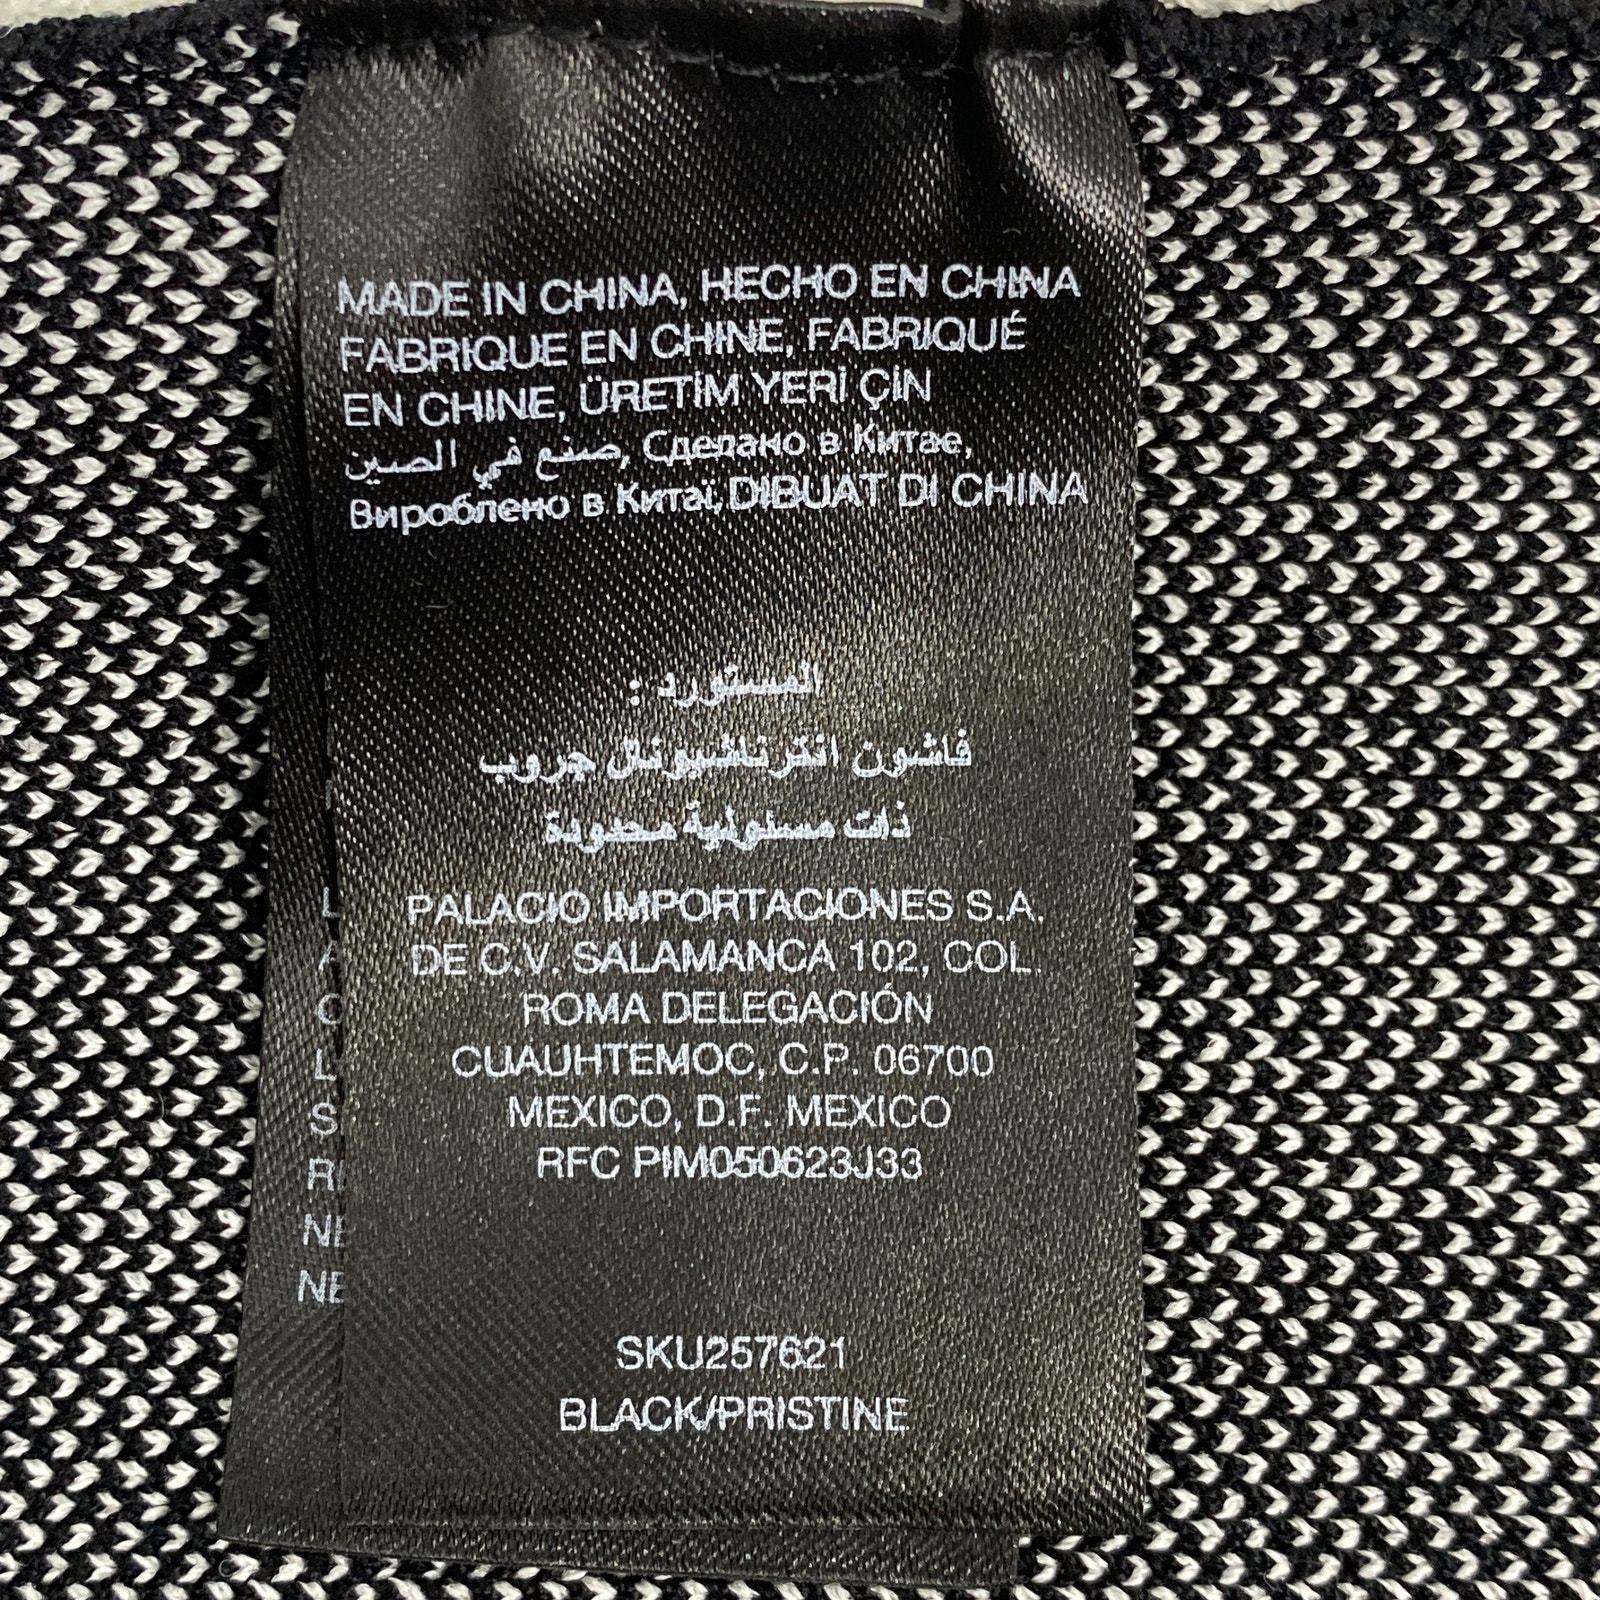 MADE IN CHINA, HECHO EN CHINA
FABRIQUE EN CHINE, FABRIQUÉ
EN CHINE, ÜRETİM YERİ ÇİN
صنع في الصين, Сделано в Китае,
Вироблено в Китаї, DIBUAT DI CHINA
المستورد :
فاشون انترناشيونال جروب
ذات مسئولية محدودة
PALACIO IMPORTACIONES S.A.
DE C.V. SALAMANCA 102, COL.
ROMA DELEGACIÓN
CUAUHTEMOC, C.P. 06700
MEXICO, D.F. MEXICO
RFC PIM050623J33
SKU257621
BLACK/PRISTINE